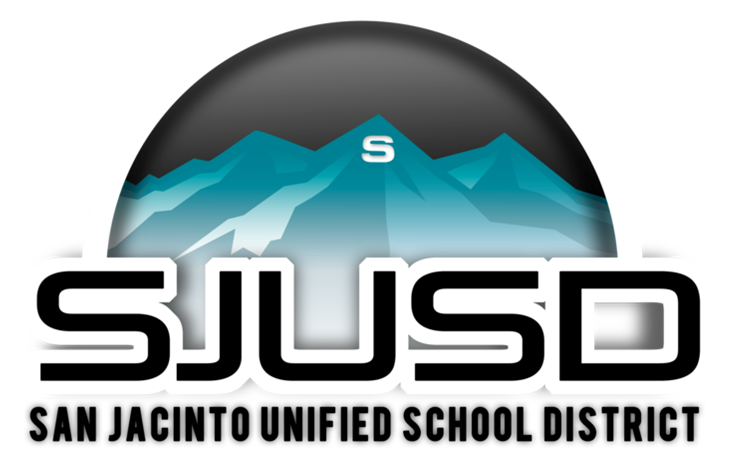 S
SJUSD
SAN JACINTO UNIFIED SCHOOL DISTRICT